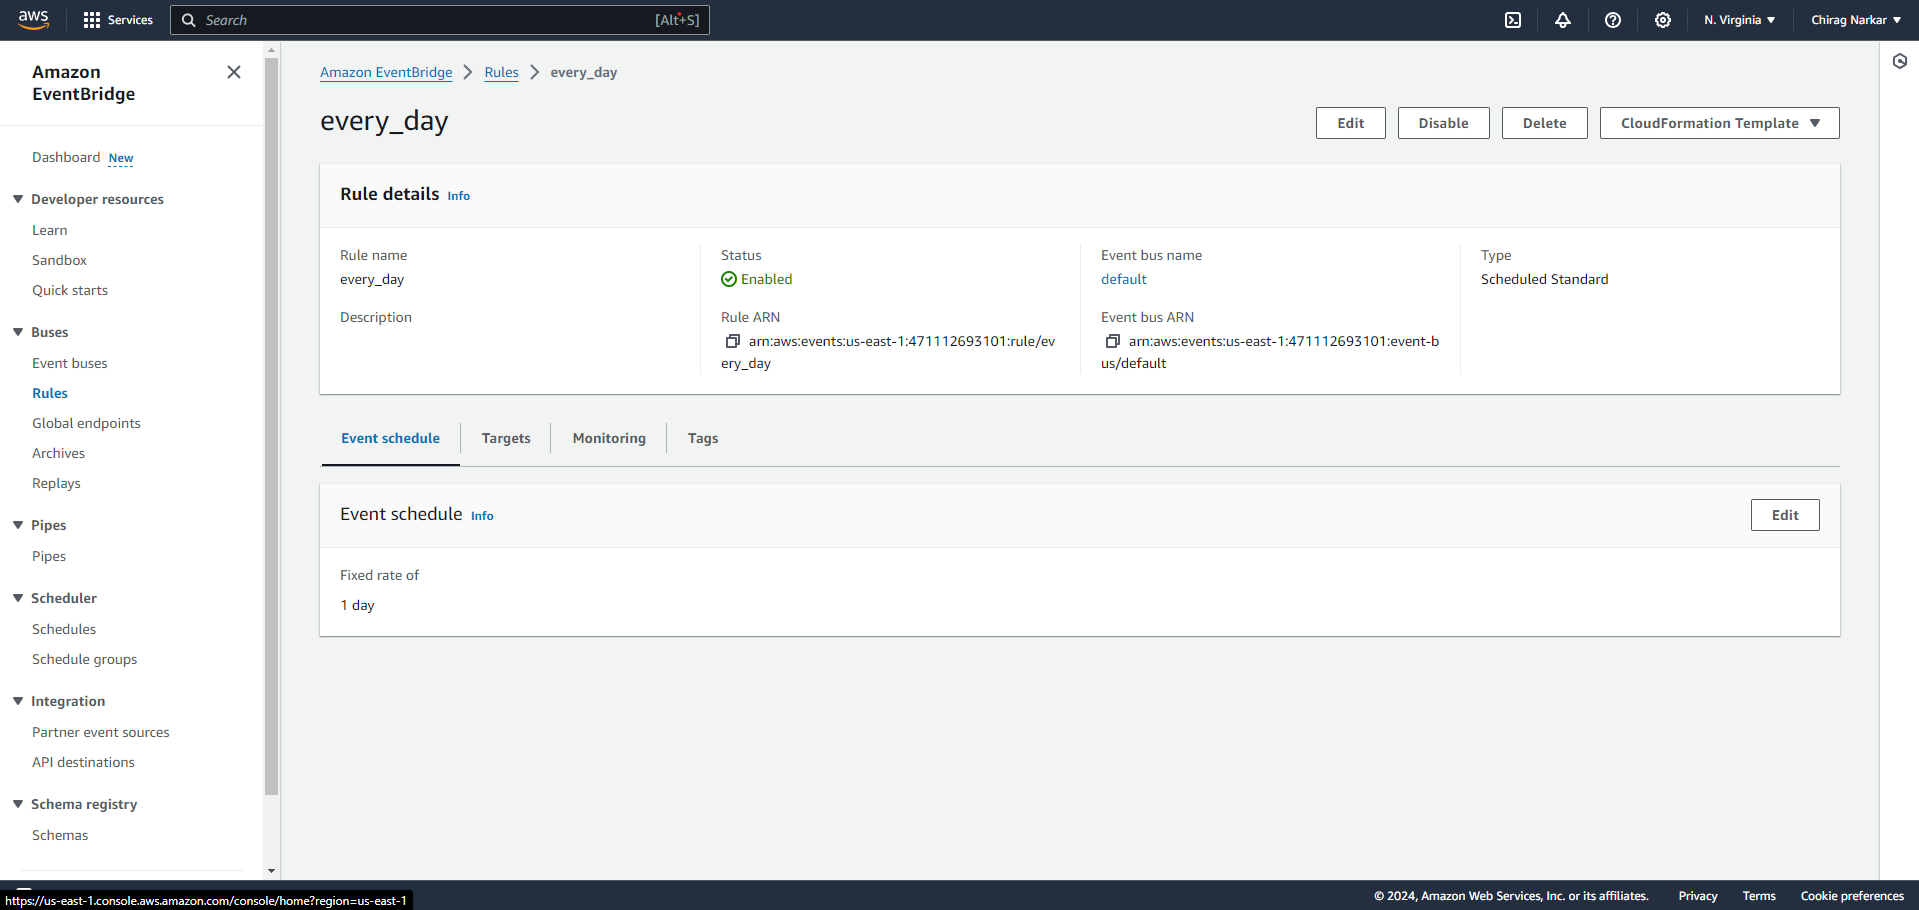 aws
Services
Search
[Alt+S]
N. Virginia
Chirag Narkar
Amazon
EventBridge
Dashboard New
Developer resources
Learn
Sandbox
Quick starts
Buses
Event buses
Rules
Global endpoints
Archives
Replays
Pipes
Pipes
Scheduler
Schedules
Schedule groups
Integration
Partner event sources
API destinations
Schema registry
Schemas
Amazon EventBridge
Rules
every_day
every_day
Edit
Disable
Delete
CloudFormation Template
Rule details Info
Rule name
every_day
Description
Status
Enabled
Rule ARN
arn:aws:events:us-east-1:471112693101:rule/ev
ery_day
Event bus name
default
Event bus ARN
arn:aws:events:us-east-1:471112693101:event-b
us/default
Type
Scheduled Standard
Event schedule
Targets
Monitoring
Tags
Event schedule Info
Edit
Fixed rate of
1 day
https://us-east-1.console.aws.amazon.com/console/home?region=us-east-1
© 2024, Amazon Web Services, Inc. or its affiliates.
Privacy
Terms
Cookie preferences